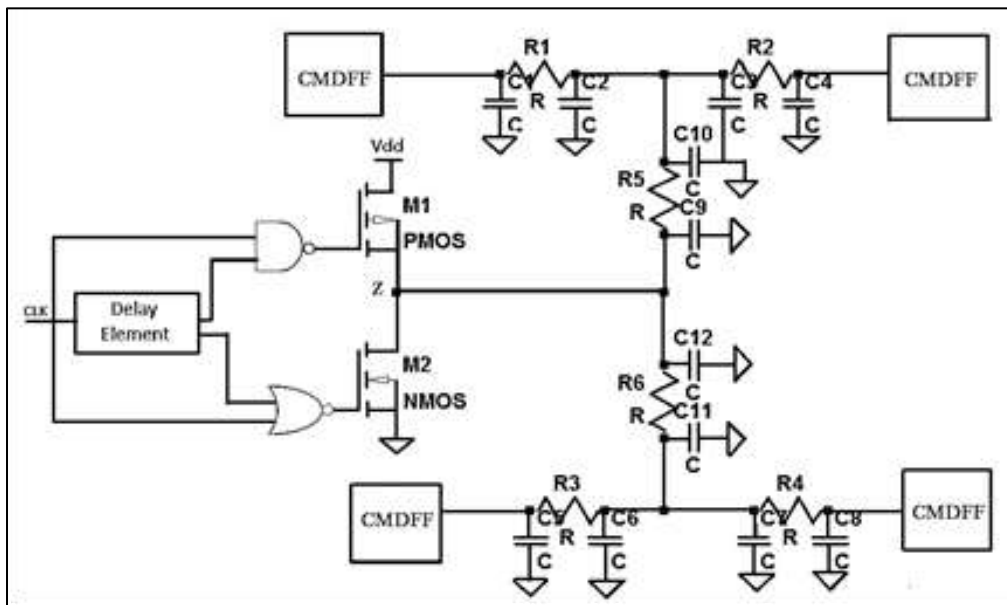 R1
R2
CMDFF
C1
C2
C3
C4
CMDFF
R
R
C
C
C
C
Vdd
C10
C
R5
M1
R
C9
PMOS
C
Z
CLK
Delay
Element
C12
M2
C
R6
NMOS
R
C11
C
R3
R4
CMDFF
C5
C6
C7
C8
CMDFF
R
R
C
C
C
C